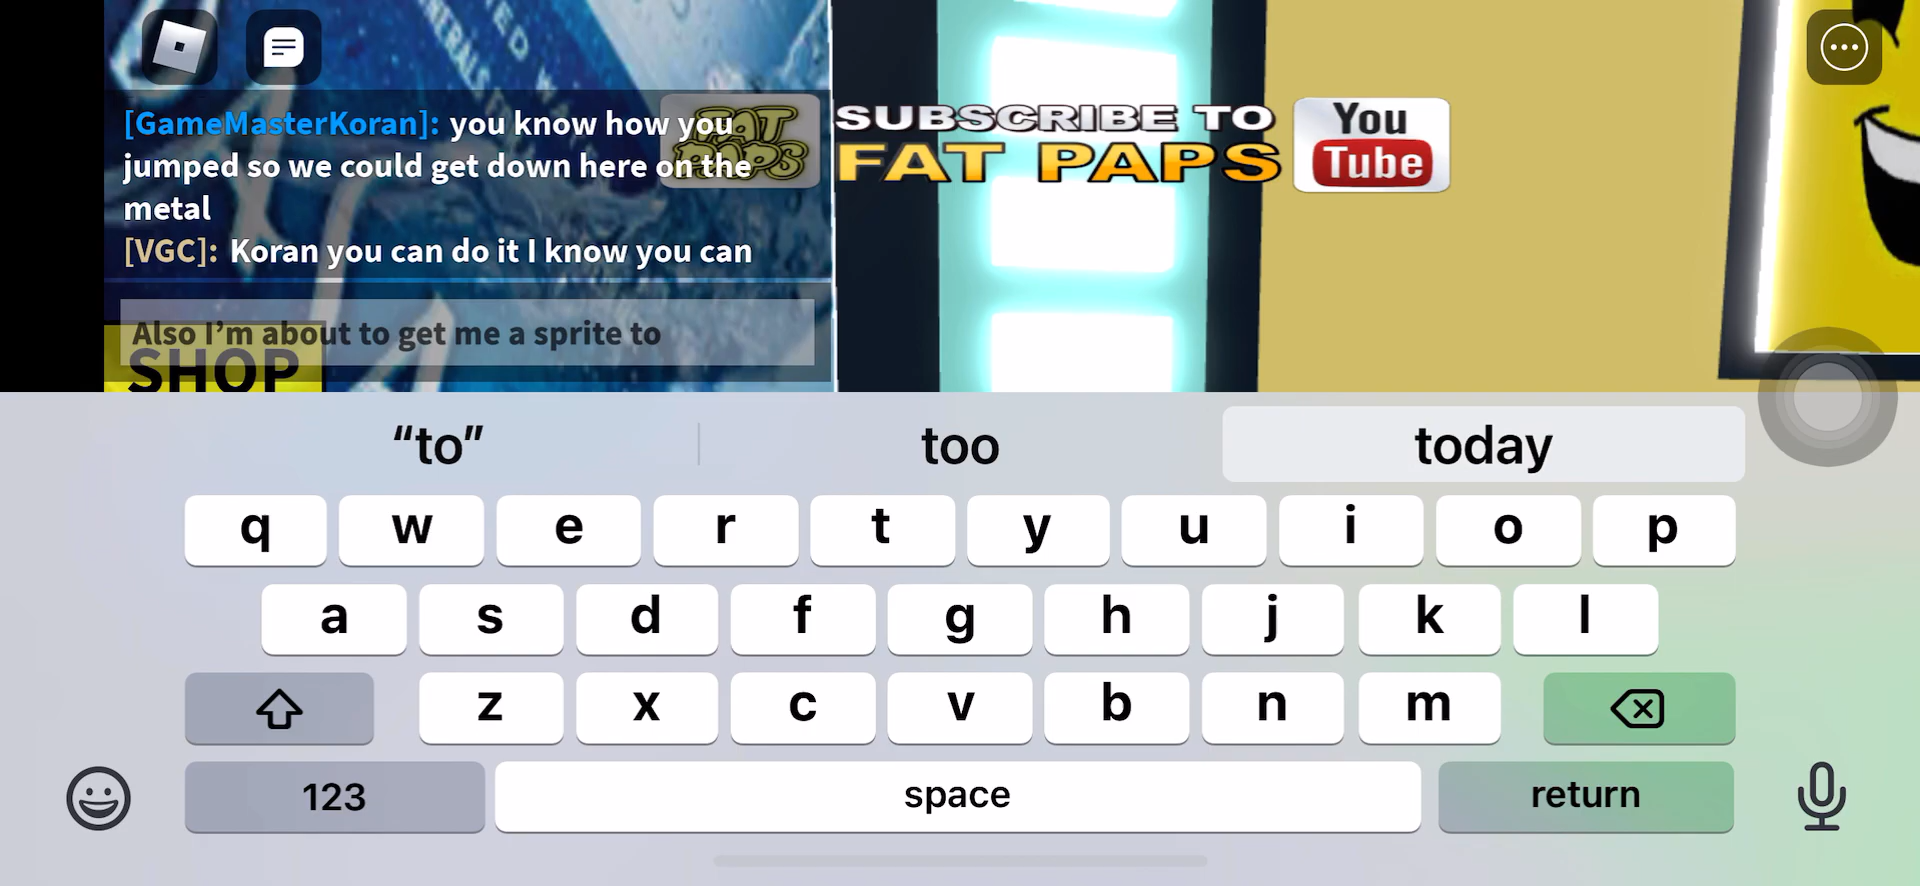 [GameMasterKoran]: you know how you
jumped so we could get down here on the
metal
[VGC]: Koran you can do it I know you can
Also I’m about to get me a sprite to
SHOP
FAT
PAPS
SUBSCRIBE TO
FAT PAPS
You
Tube
“to” too today
q w e r t y u i o p
a s d f g h j k l
z x c v b n m
123 space return